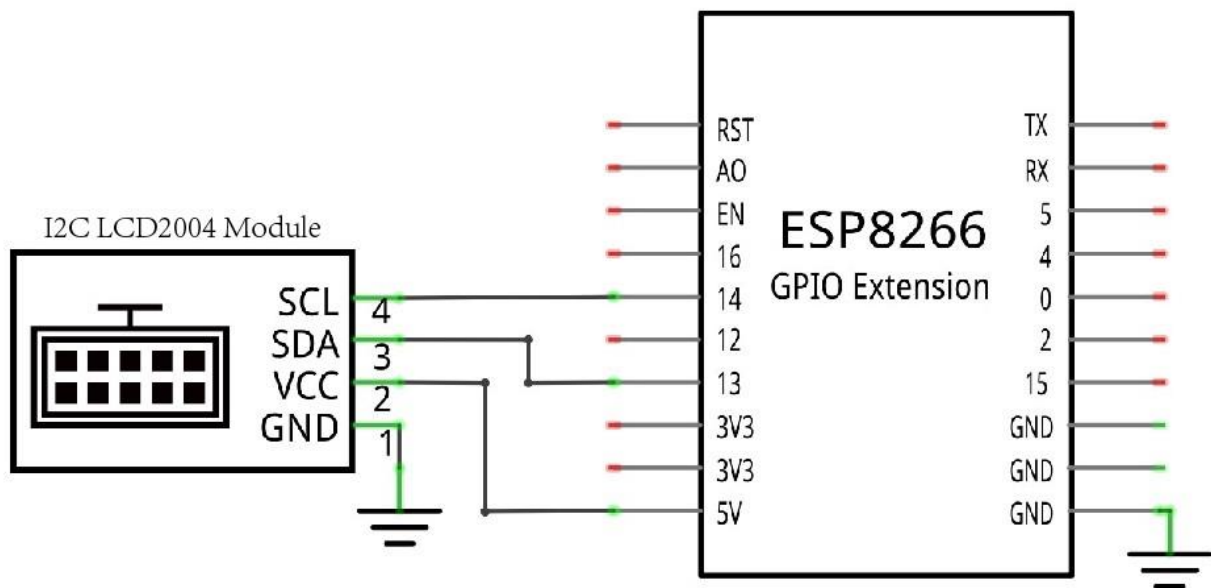 I2C LCD2004 Module
SCL 4
SDA 3
VCC 2
GND 1
ESP8266
GPIO Extension
RST
AO
EN
16
14
12
13
3V3
3V3
5V
TX
RX
5
4
0
2
15
GND
GND
GND